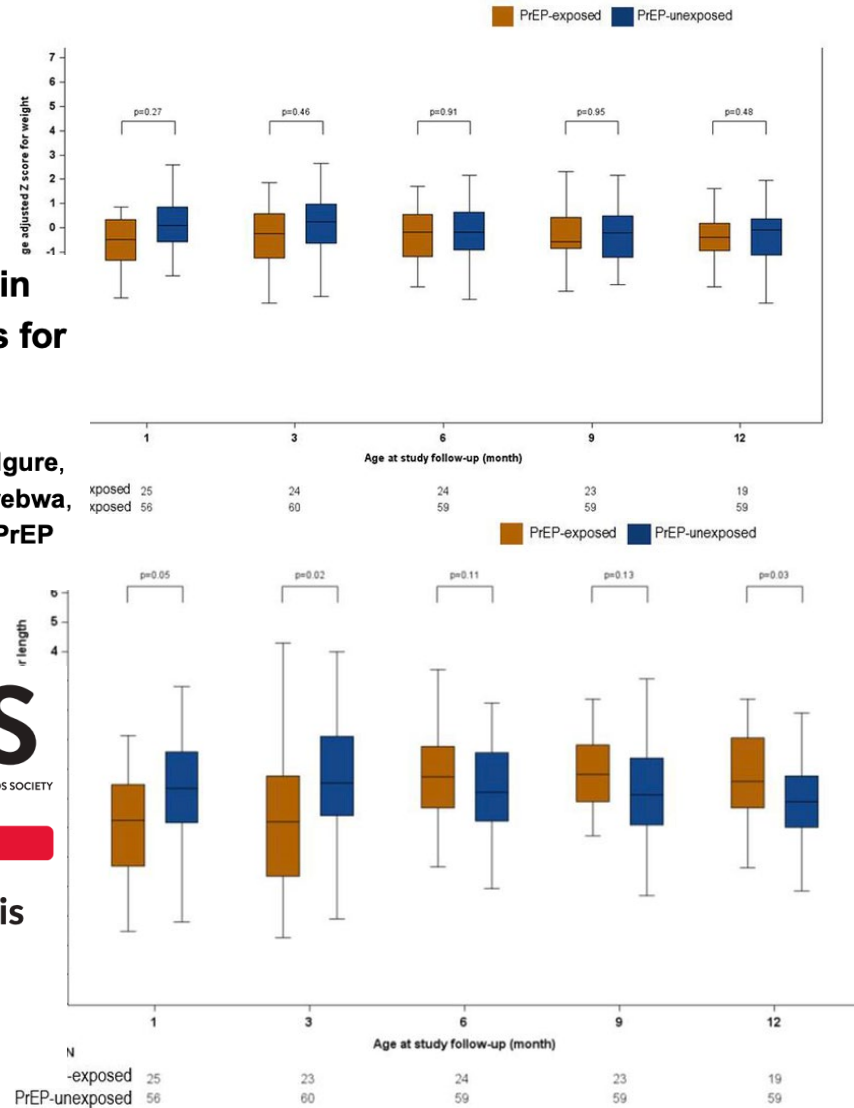 PrEP-exposed PrEP-unexposed
7
6
5
4
3
2
1
0
-1
ge adjusted Z score for weight
p=0.27 p=0.46 p=0.91 p=0.95 p=0.48
in
s for
1 3 6 9 12
Age at study follow-up (month)
lgure,
xposed 25 24 24 23 19
ebwa,
xposed 56 60 59 59 59
PrEP
PrEP-exposed PrEP-unexposed
p=0.05 p=0.02 p=0.11 p=0.13 p=0.03
6
5
4
r length
S
OS SOCIETY
is
1 3 6 9 12
Age at study follow-up (month)
N
-exposed 25 23 24 23 19
PrEP-unexposed 56 60 59 59 59